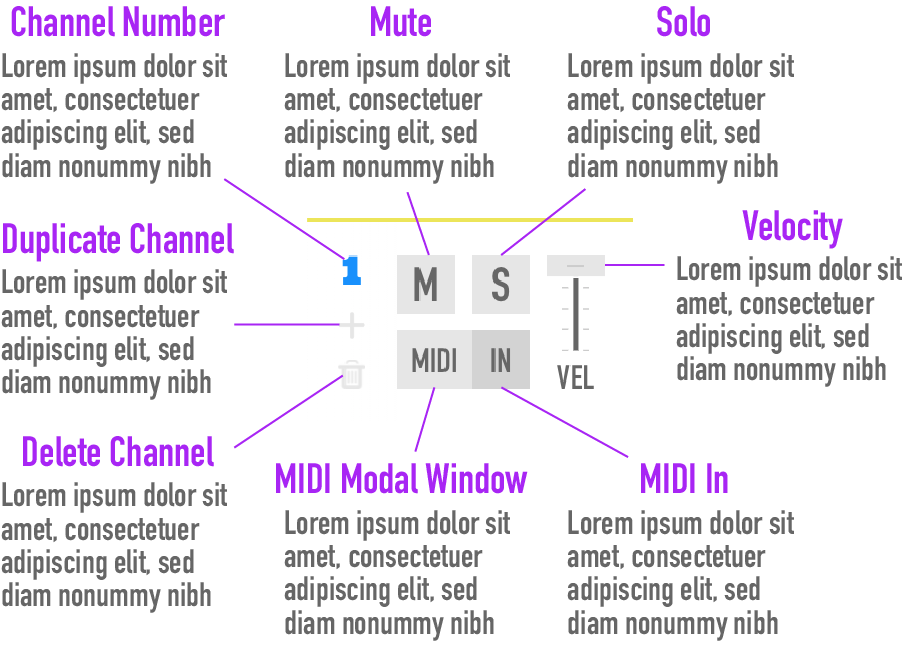 Channel Number
Lorem ipsum dolor sit
amet, consectetuer
adipiscing elit, sed
diam nonummy nibh
Mute
Lorem ipsum dolor sit
amet, consectetuer
adipiscing elit, sed
diam nonummy nibh
Solo
Lorem ipsum dolor sit
amet, consectetuer
adipiscing elit, sed
diam nonummy nibh
Duplicate Channel
Lorem ipsum dolor sit
amet, consectetuer
adipiscing elit, sed
diam nonummy nibh
1
M
S
MIDI
IN
VEL
Velocity
Lorem ipsum dolor sit
amet, consectetuer
adipiscing elit, sed
diam nonummy nibh
Delete Channel
Lorem ipsum dolor sit
amet, consectetuer
adipiscing elit, sed
diam nonummy nibh
MIDI Modal Window
Lorem ipsum dolor sit
amet, consectetuer
adipiscing elit, sed
diam nonummy nibh
MIDI In
Lorem ipsum dolor sit
amet, consectetuer
adipiscing elit, sed
diam nonummy nibh